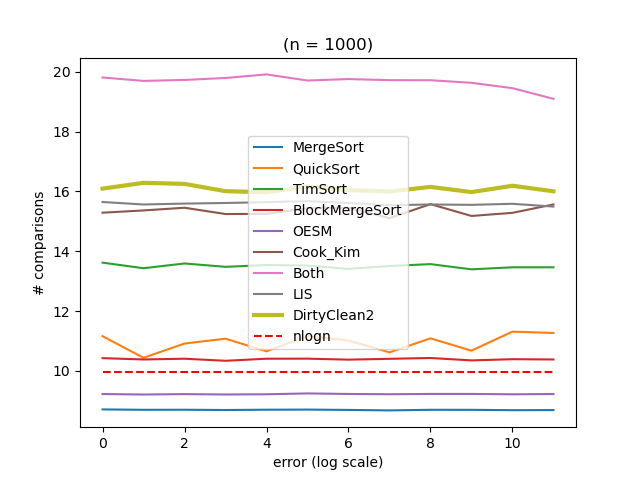 (n = 1000)
20
18
16
14
12
10
# comparisons
MergeSort
QuickSort
TimSort
BlockMergeSort
OESM
Cook_Kim
Both
LIS
DirtyClean2
nlogn
0 2 4 6 8 10
error (log scale)